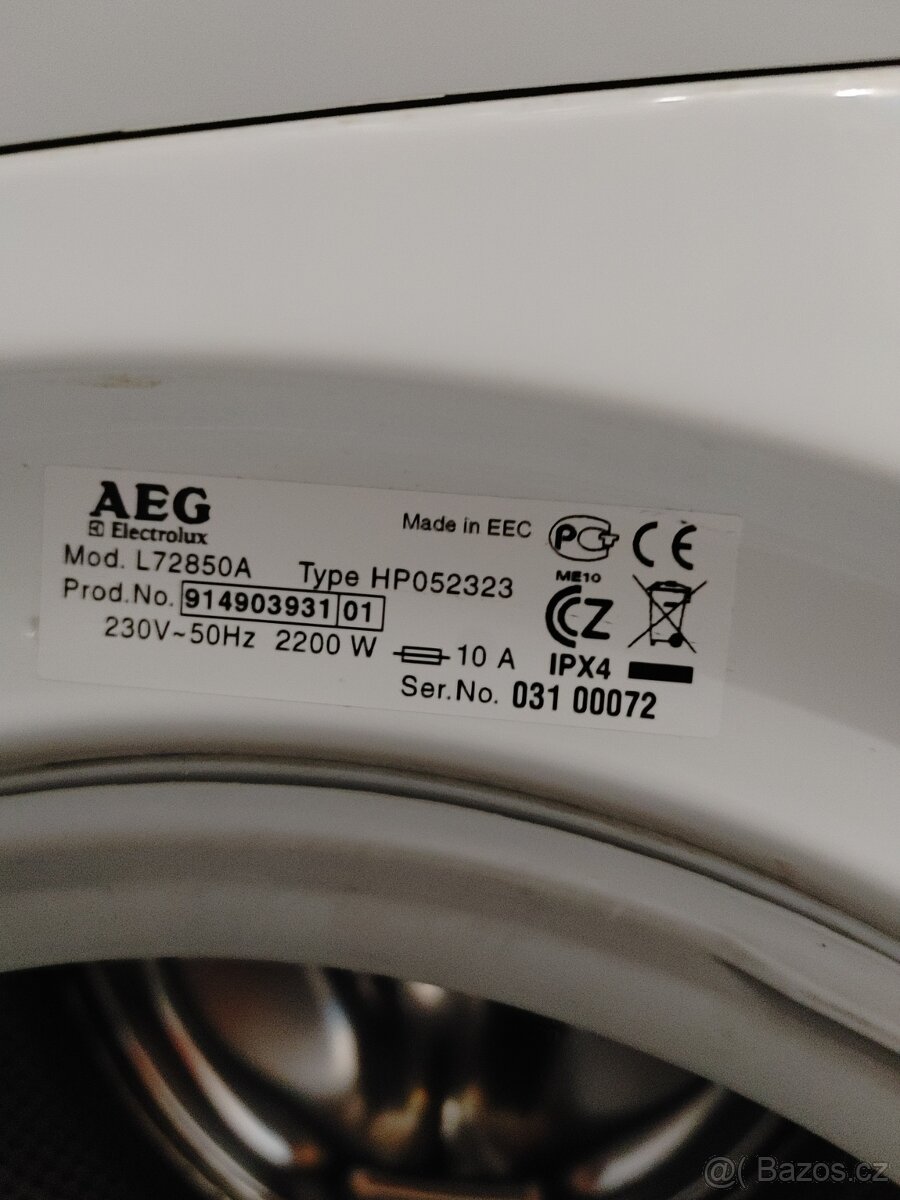 AEG
Electrolux
Made in EEC
Mod. L72850A
Type HP052323
ME10
Prod.No. 914903931 01
230V~50Hz 2200 W
10 A
IPX4
Ser.No. 031 00072
@( Bazos.cz